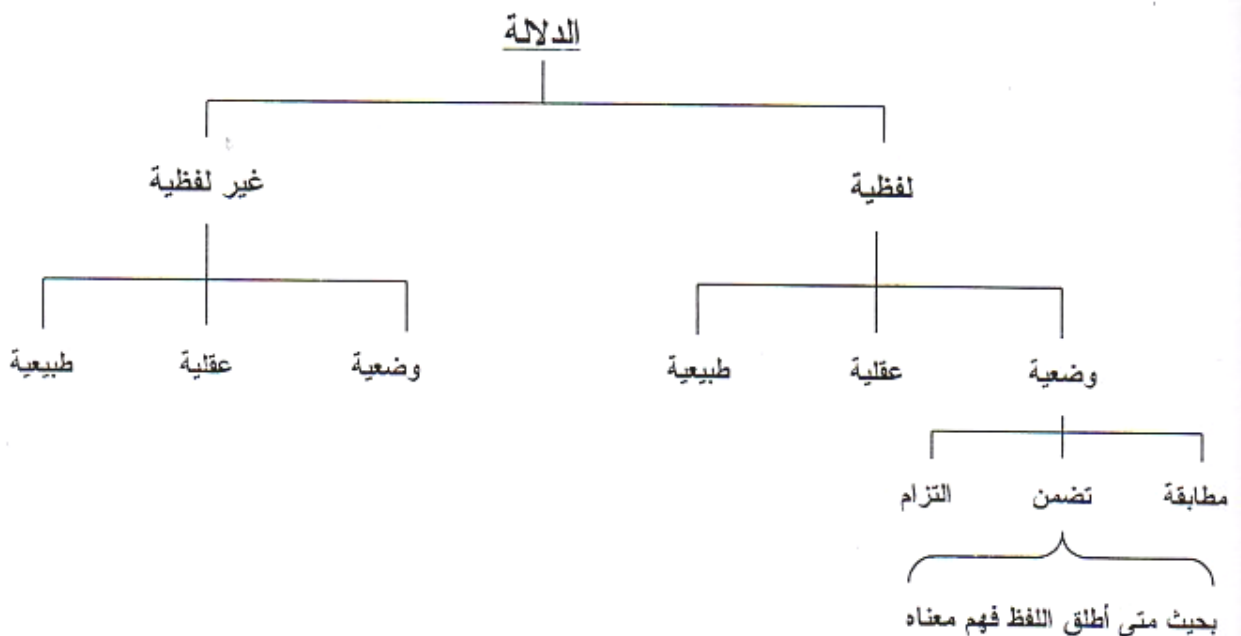 الدلالة
لفظية
غير لفظية
وضعية
عقلية
طبيعية
وضعية
عقلية
طبيعية
مطابقة
تضمن
التزام
بحيث متى أطلق اللفظ فهم معناه